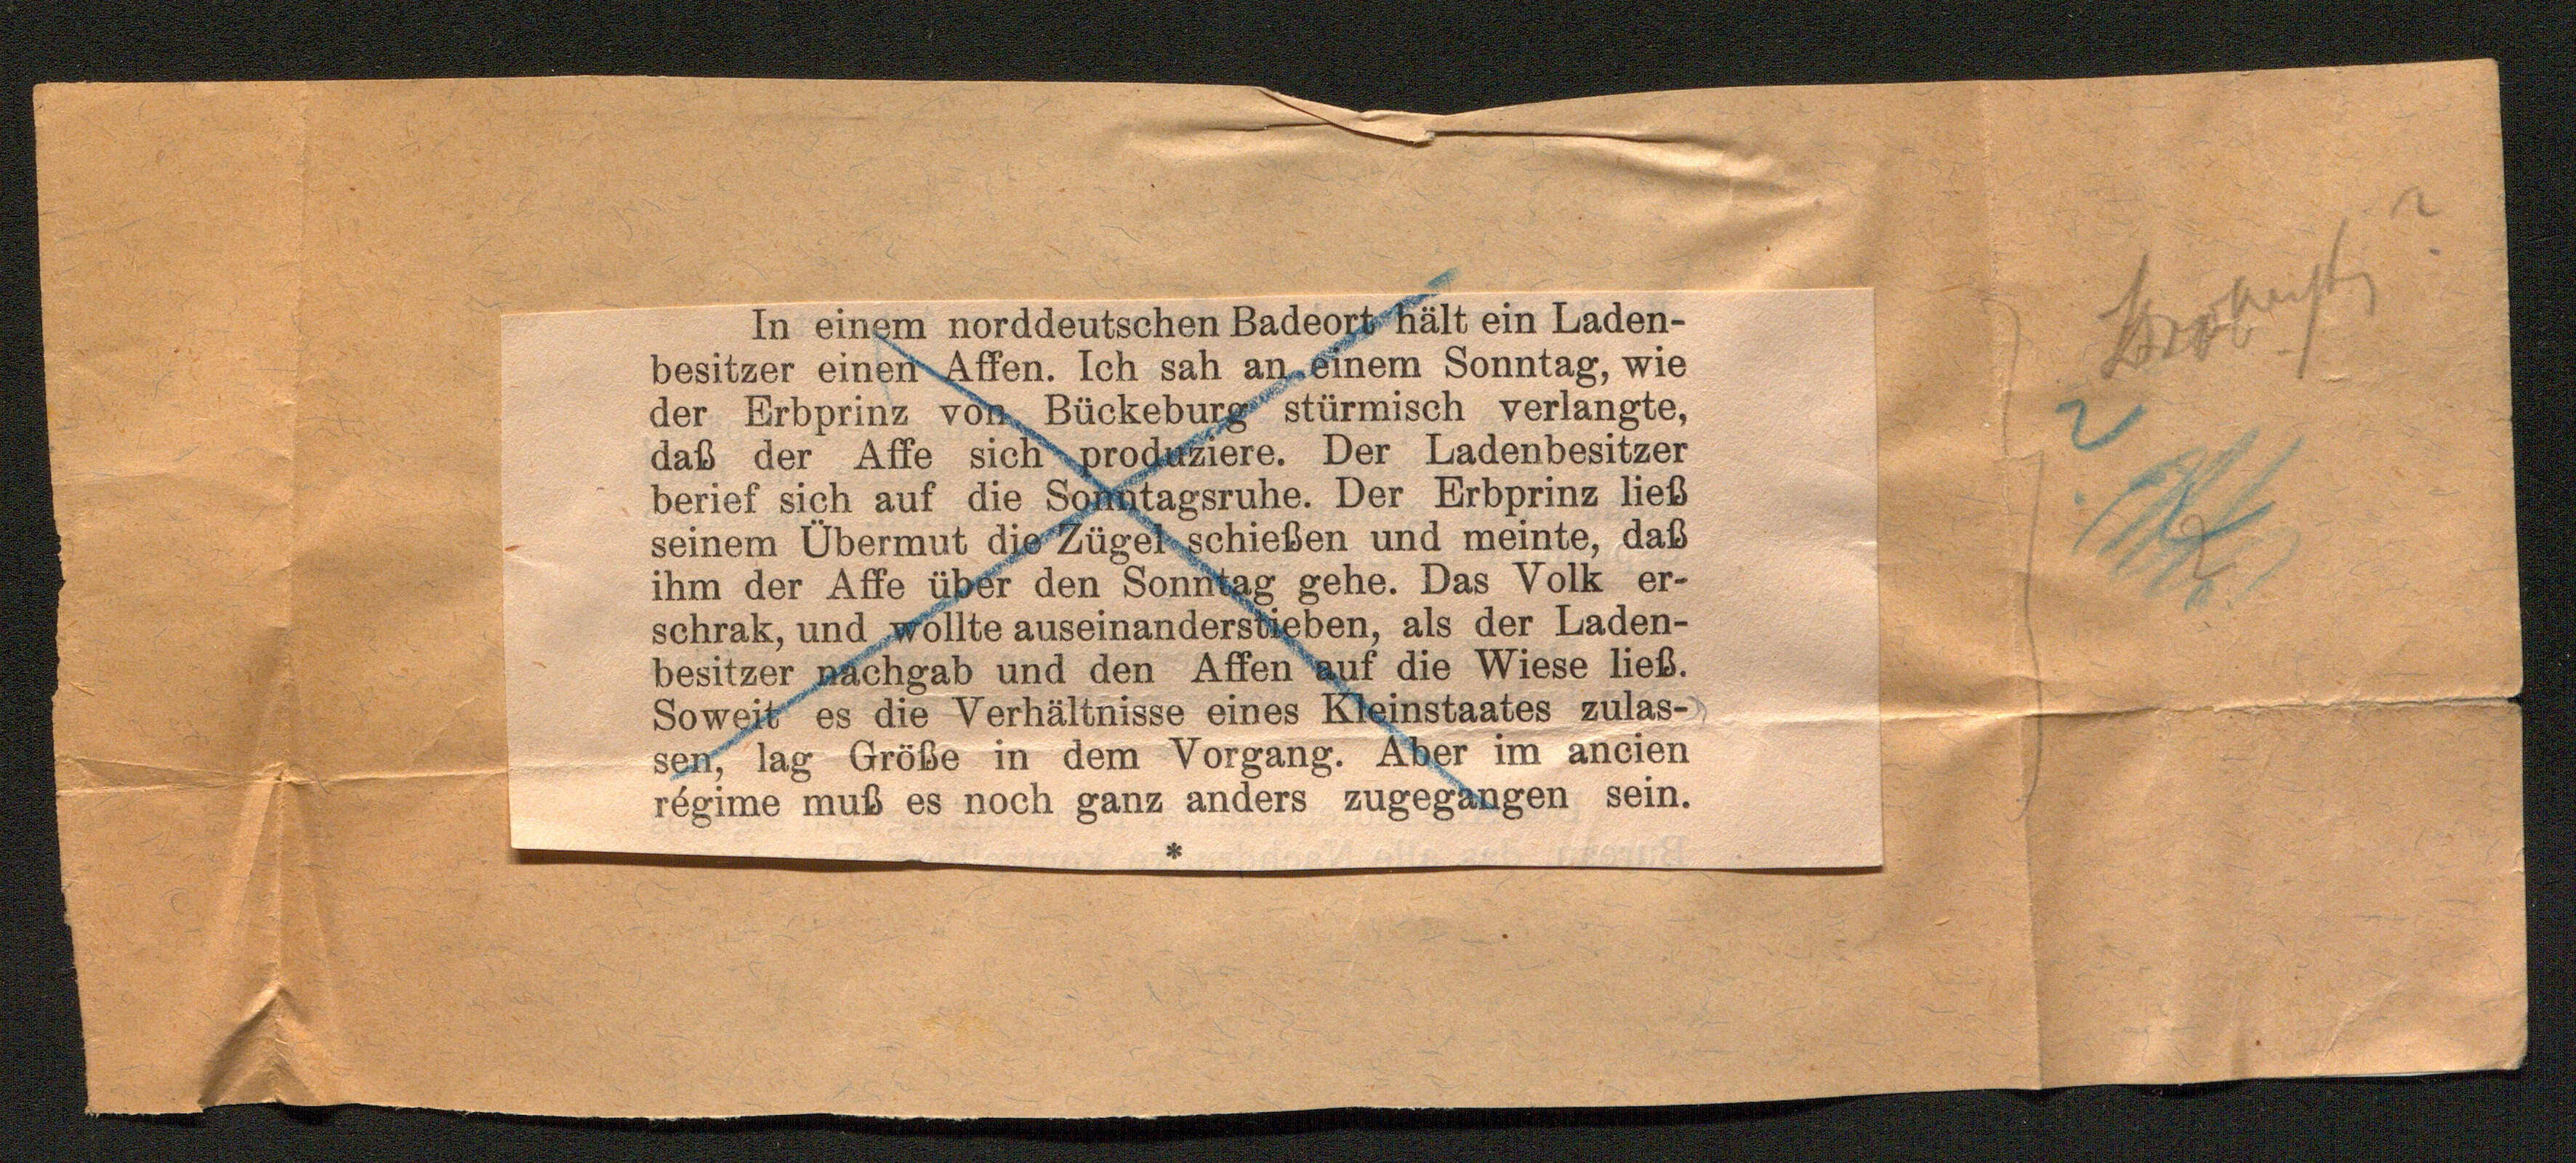 In einem norddeutschen Badeort hält ein Laden-
besitzer einen Affen. Ich sah an einem Sonntag, wie
der Erbprinz von Bückeburg stürmisch verlangte,
daß der Affe sich produziere. Der Ladenbesitzer
berief sich auf die Sonntagsruhe. Der Erbprinz ließ
seinem Übermut die Zügel schießen und meinte, daß
ihm der Affe über den Sonntag gehe. Das Volk er-
schrak, und wollte auseinanderstieben, als der Laden-
besitzer nachgab und den Affen auf die Wiese ließ.
Soweit es die Verhältnisse eines Kleinstaates zulas-
sen, lag Größe in dem Vorgang. Aber im ancien
régime muß es noch ganz anders zugegangen sein.
*